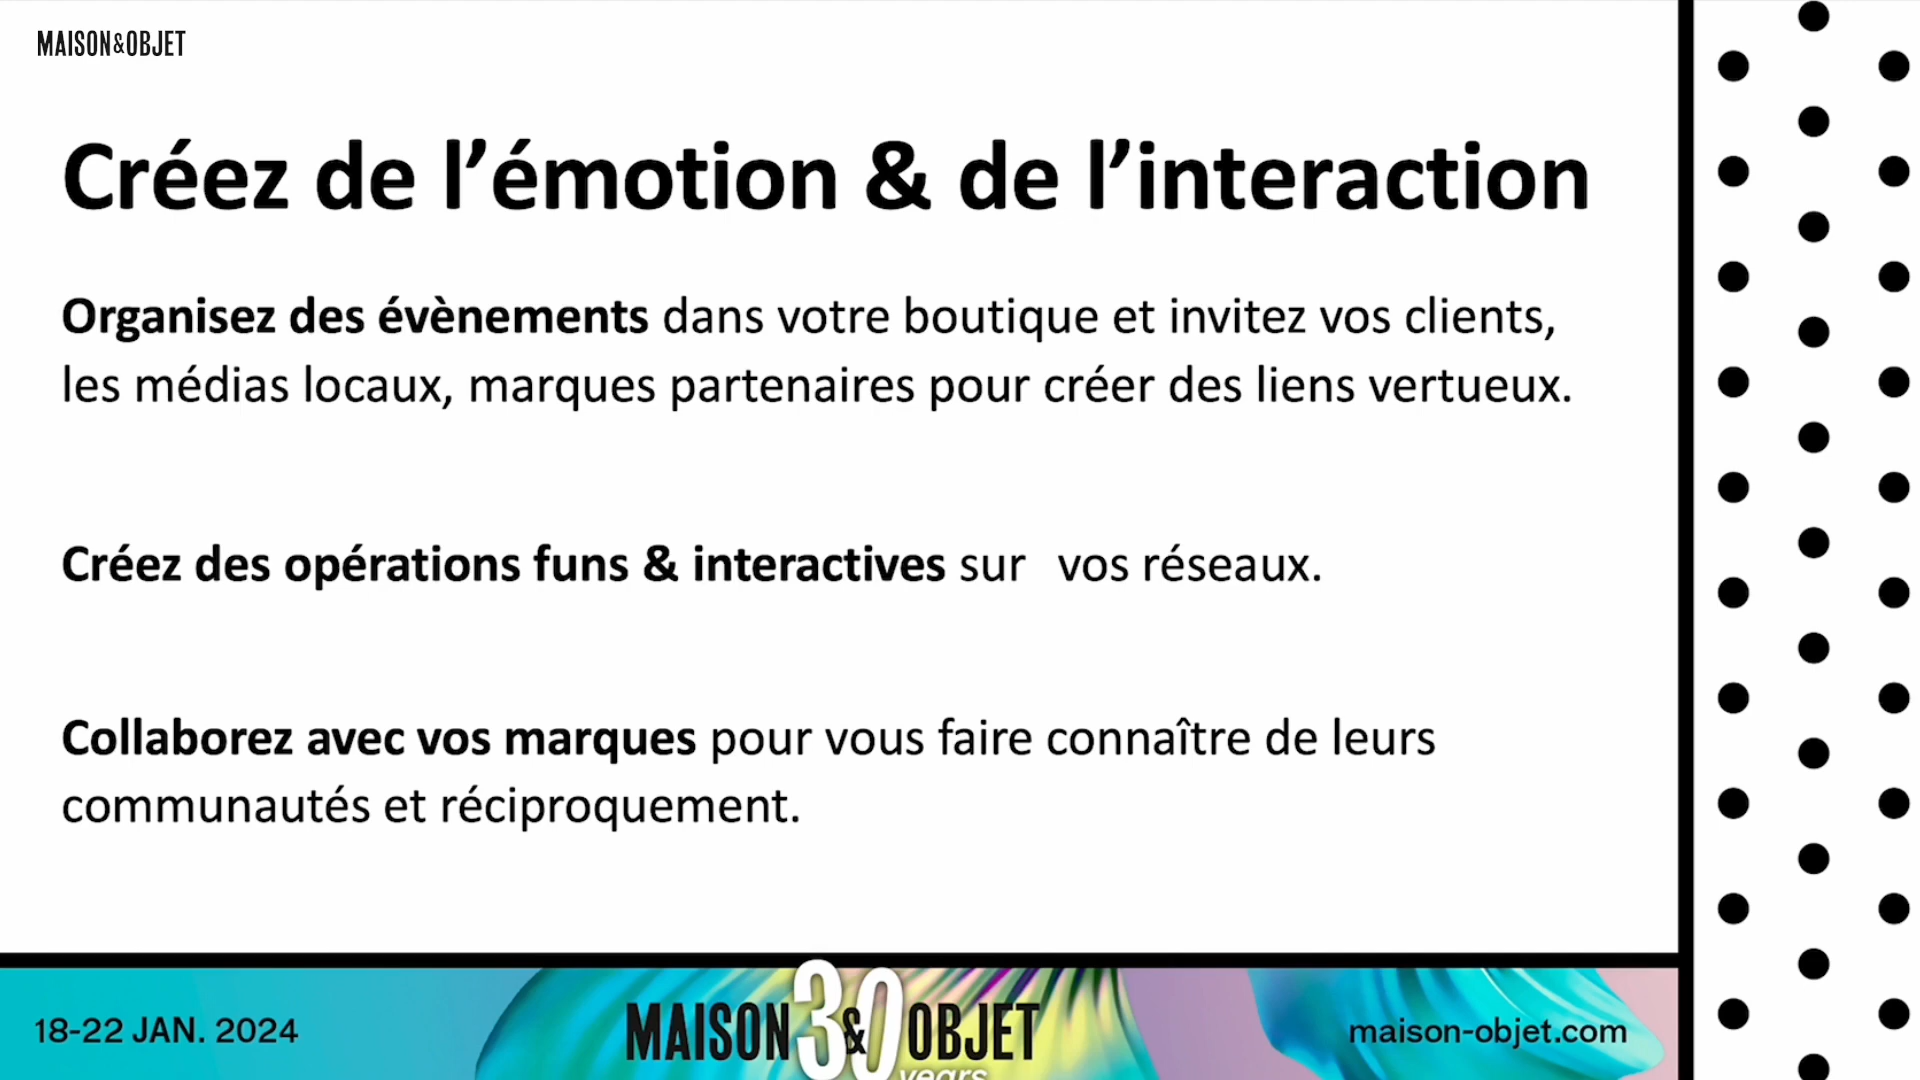 MAISON&OBJET
Créez de l’émotion & de l’interaction
Organisez des évènements dans votre boutique et invitez vos clients,
les médias locaux, marques partenaires pour créer des liens vertueux.
Créez des opérations funs & interactives sur vos réseaux.
Collaborez avec vos marques pour vous faire connaître de leurs
communautés et réciproquement.
18-22 JAN. 2024
MAISON 30 & OBJET
years
maison-objet.com